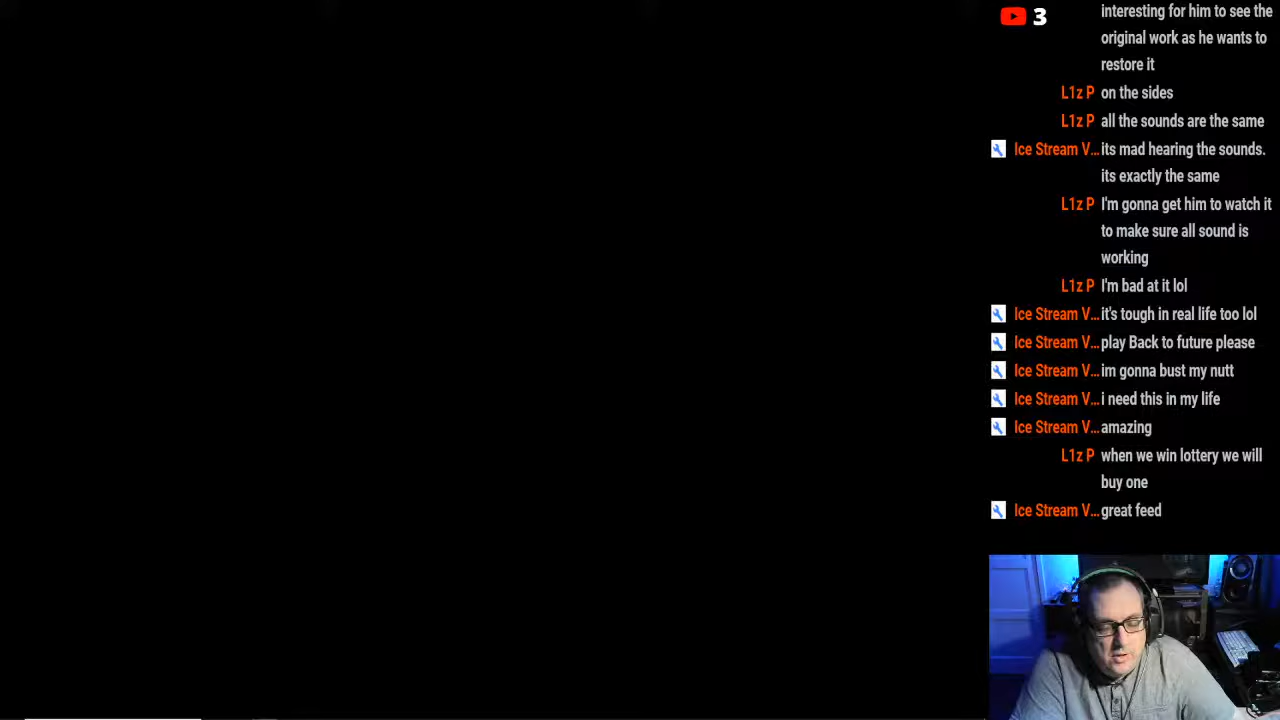 3
interesting for him to see the
original work as he wants to
restore it
L1z P on the sides
L1z P all the sounds are the same
Ice Stream V... its mad hearing the sounds.
its exactly the same
L1z P I'm gonna get him to watch it
to make sure all sound is
working
L1z P I'm bad at it lol
Ice Stream V... it's tough in real life too lol
Ice Stream V... play Back to future please
Ice Stream V... im gonna bust my nutt
Ice Stream V... i need this in my life
Ice Stream V... amazing
L1z P when we win lottery we will
buy one
Ice Stream V... great feed